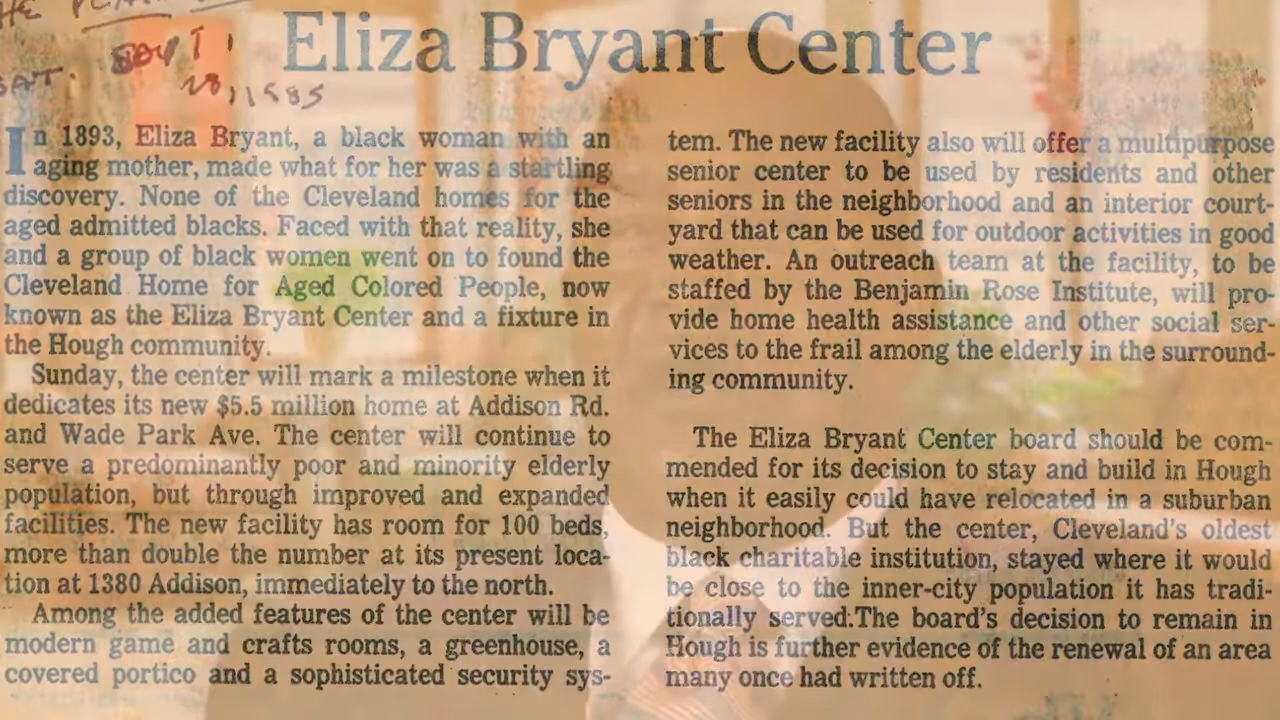 THE PLAIN
SAT. SEPT
28, 1985
Eliza Bryant Center
In 1893, Eliza Bryant, a black woman with an
aging mother, made what for her was a startling
discovery. None of the Cleveland homes for the
aged admitted blacks. Faced with that reality, she
and a group of black women went on to found the
Cleveland Home for Aged Colored People, now
known as the Eliza Bryant Center and a fixture in
the Hough community.
Sunday, the center will mark a milestone when it
dedicates its new $5.5 million home at Addison Rd.
and Wade Park Ave. The center will continue to
serve a predominantly poor and minority elderly
population, but through improved and expanded
facilities. The new facility has room for 100 beds,
more than double the number at its present loca-
tion at 1380 Addison, immediately to the north.
Among the added features of the center will be
modern game and crafts rooms, a greenhouse, a
covered portico and a sophisticated security sys-
tem. The new facility also will offer a multipurpose
senior center to be used by residents and other
seniors in the neighborhood and an interior court-
yard that can be used for outdoor activities in good
weather. An outreach team at the facility, to be
staffed by the Benjamin Rose Institute, will pro-
vide home health assistance and other social ser-
vices to the frail among the elderly in the surround-
ing community.
The Eliza Bryant Center board should be com-
mended for its decision to stay and build in Hough
when it easily could have relocated in a suburban
neighborhood. But the center, Cleveland's oldest
black charitable institution, stayed where it would
be close to the inner-city population it has tradi-
tionally served. The board's decision to remain in
Hough is further evidence of the renewal of an area
many once had written off.